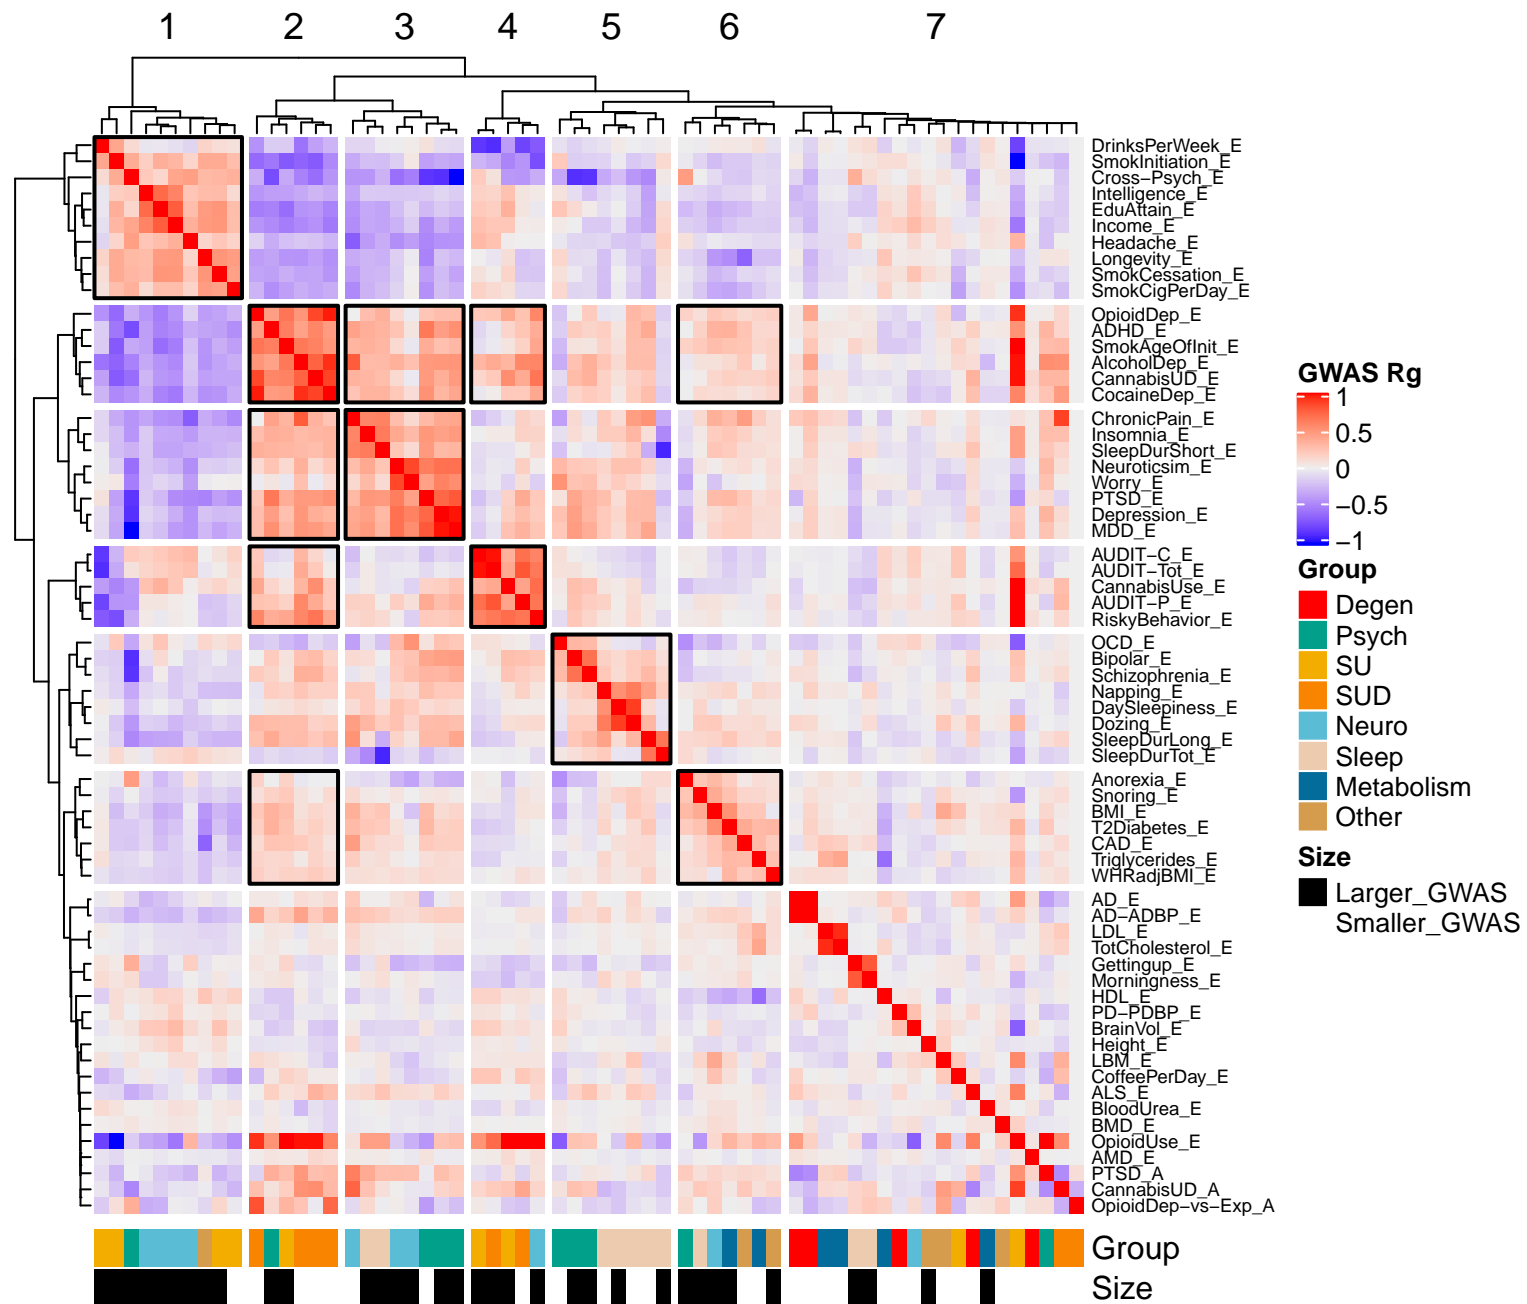 1 2 3 4 5 6 7
DrinksPerWeek_E
SmokInitiation_E
Cross−Psych_E
Intelligence_E
EduAttain_E
Income_E
Headache_E
Longevity_E
SmokCessation_E
SmokCigPerDay_E
OpioidDep_E
ADHD_E
SmokAgeOfInit_E
AlcoholDep_E
CannabisUD_E
CocaineDep_E
ChronicPain_E
Insomnia_E
SleepDurShort_E
Neuroticsim_E
Worry_E
PTSD_E
Depression_E
MDD_E
AUDIT−C_E
AUDIT−Tot_E
CannabisUse_E
AUDIT−P_E
RiskyBehavior_E
OCD_E
Bipolar_E
Schizophrenia_E
Napping_E
DaySleepiness_E
Dozing_E
SleepDurLong_E
SleepDurTot_E
Anorexia_E
Snoring_E
BMI_E
T2Diabetes_E
CAD_E
Triglycerides_E
WHRadjBMI_E
AD_E
AD−ADBP_E
LDL_E
TotCholesterol_E
Gettingup_E
Morningness_E
HDL_E
PD−PDBP_E
BrainVol_E
Height_E
LBM_E
CoffeePerDay_E
ALS_E
BloodUrea_E
BMD_E
OpioidUse_E
AMD_E
PTSD_A
CannabisUD_A
OpioidDep−vs−Exp_A
Group
Size
GWAS Rg
1
0.5
0
−0.5
−1
Group
Degen
Psych
SU
SUD
Neuro
Sleep
Metabolism
Other
Size
Larger_GWAS
Smaller_GWAS